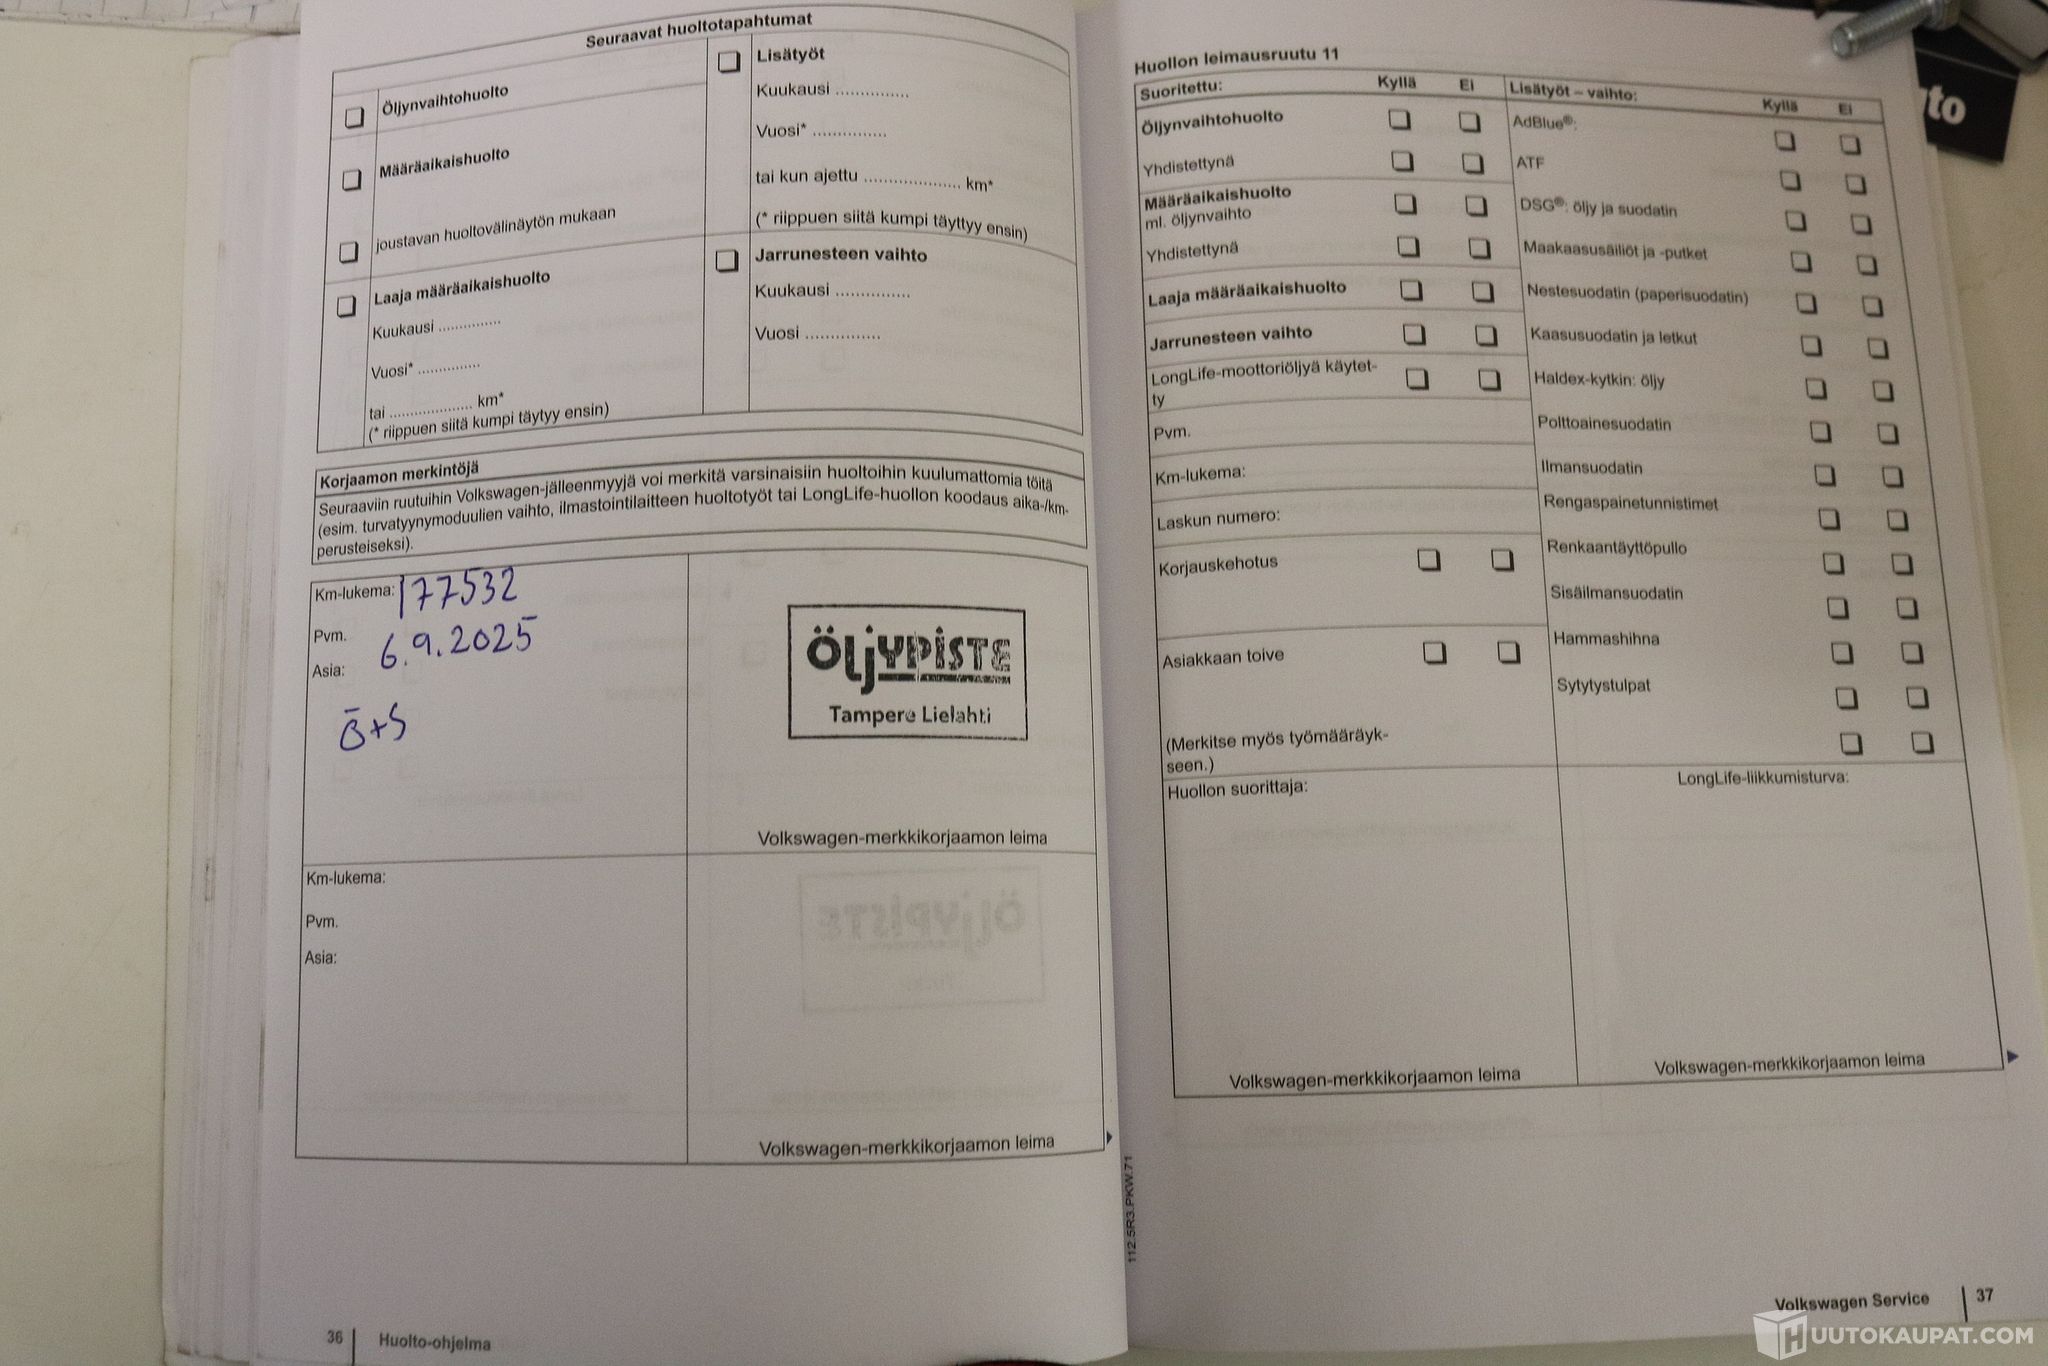 Seuraavat huoltotapahtumat
Öljynvaihtohuolto
Määräaikaishuolto
joustavan huoltovälinäytön mukaan
Laaja määräaikaishuolto
Kuukausi ...............
Vuosi* ...............
tai .................... km*
(* riippuen siitä kumpi täytyy ensin)
Lisätyöt
Kuukausi ...............
Vuosi* ...............
tai kun ajettu .................... km*
(* riippuen siitä kumpi täyttyy ensin)
Jarrunesteen vaihto
Kuukausi ...............
Vuosi ...............
Korjaamon merkintöjä
Seuraaviin ruutuihin Volkswagen-jälleenmyyjä voi merkitä varsinaisiin huoltoihin kuulumattomia töitä
(esim. turvatyynymoduulien vaihto, ilmastointilaitteen huoltotyöt tai LongLife-huollon koodaus aika-/km-
perusteiseksi).
Km-lukema: 177532
Pvm. 6.9.2025
Asia:
Ö+S
ÖLJYPISTE
Tampere Lielahti
Volkswagen-merkkikorjaamon leima
Km-lukema:
Pvm.
Asia:
Volkswagen-merkkikorjaamon leima
36 Huolto-ohjelma
Huollon leimausruutu 11
Suoritettu: Kyllä Ei
Öljynvaihtohuolto
Yhdistettynä
Määräaikaishuolto
ml. öljynvaihto
Yhdistettynä
Laaja määräaikaishuolto
Jarrunesteen vaihto
LongLife-moottoriöljyä käytet-
ty
Pvm.
Km-lukema:
Laskun numero:
Korjauskehotus
Asiakkaan toive
(Merkitse myös työmääräyk-
seen.)
Huollon suorittaja:
Volkswagen-merkkikorjaamon leima
Lisätyöt – vaihto: Kyllä Ei
AdBlue®:
ATF
DSG®: öljy ja suodatin
Maakaasusäiliöt ja -putket
Nestesuodatin (paperisuodatin)
Kaasusuodatin ja letkut
Haldex-kytkin: öljy
Polttoainesuodatin
Ilmansuodatin
Rengaspainetunnistimet
Renkaantäyttöpullo
Sisäilmansuodatin
Hammashihna
Sytytystulpat
LongLife-liikkumisturva:
Volkswagen-merkkikorjaamon leima
112.5R3.PKW.71
Volkswagen Service 37
HUUTOKAUPAT.COM